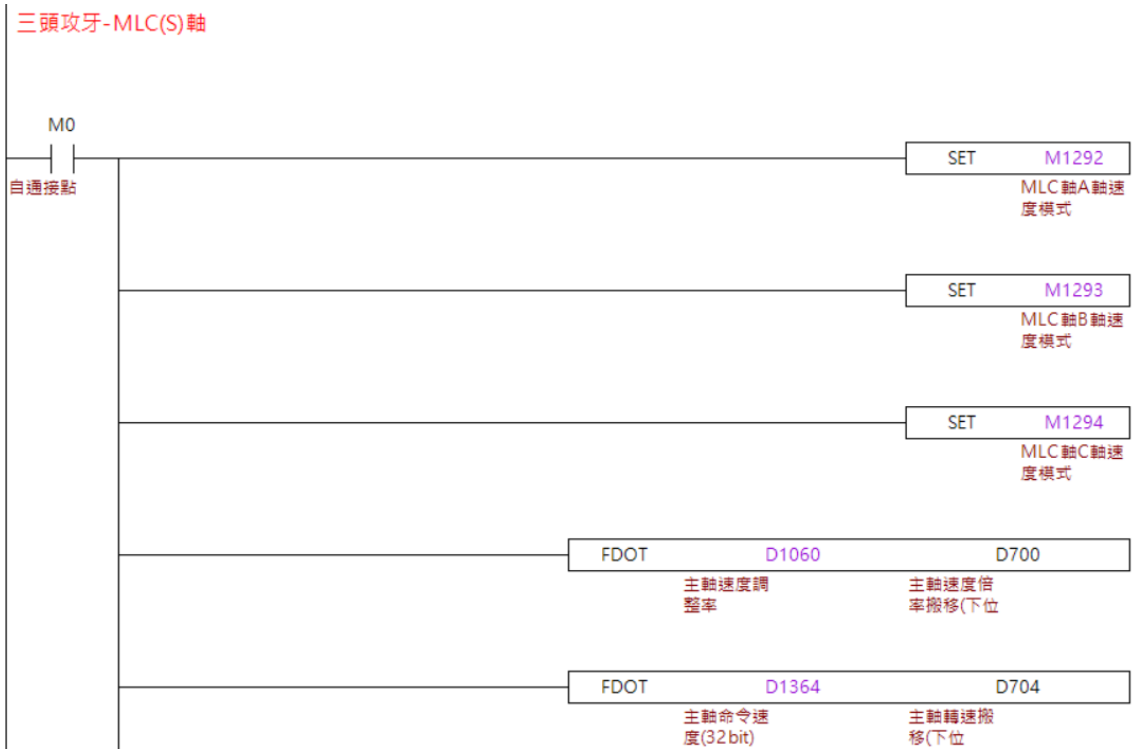 三頭攻牙-MLC(S)軸
M0
自通接點
SET M1292
MLC軸A軸速
度模式
SET M1293
MLC軸B軸速
度模式
SET M1294
MLC軸C軸速
度模式
FDOT D1060 D700
主軸速度調 主軸速度倍
整率 率搬移(下位
FDOT D1364 D704
主軸命令速 主軸轉速搬
度(32bit) 移(下位